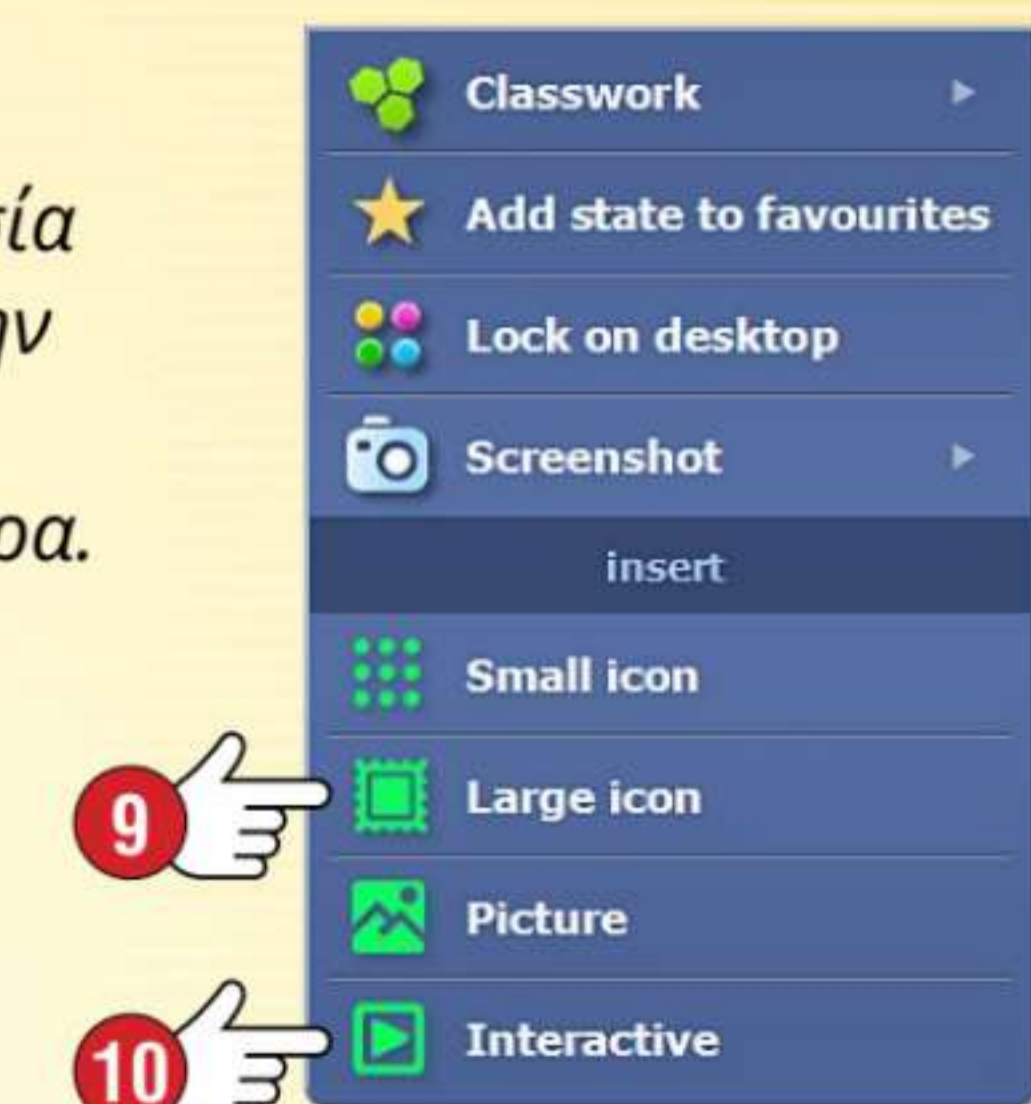 Classwork
Add state to favourites
Lock on desktop
Screenshot
insert
Small icon
9 Large icon
Picture
10 Interactive